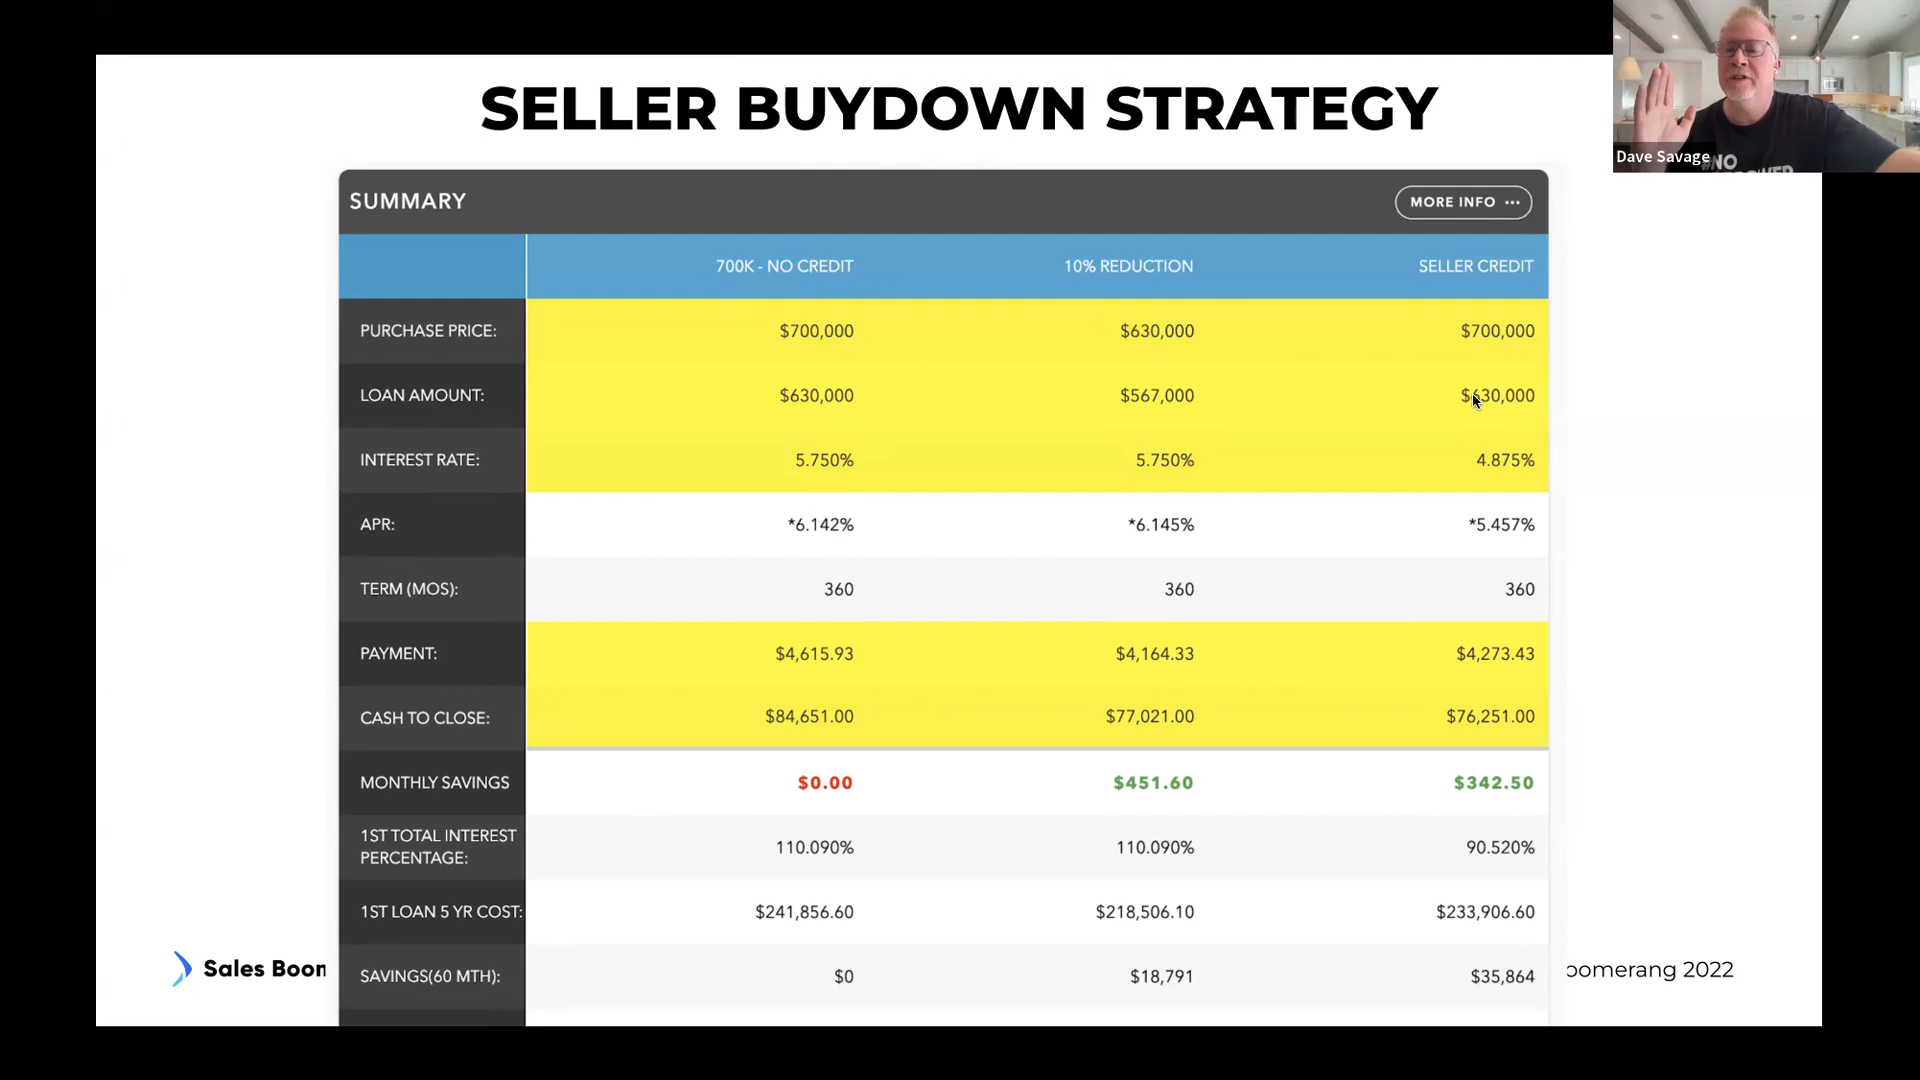 SELLER BUYDOWN STRATEGY
Dave Savage
#NO
SUMMARY
MORE INFO ···
700K - NO CREDIT 10% REDUCTION SELLER CREDIT
PURCHASE PRICE: $700,000 $630,000 $700,000
LOAN AMOUNT: $630,000 $567,000 $630,000
INTEREST RATE: 5.750% 5.750% 4.875%
APR: *6.142% *6.145% *5.457%
TERM (MOS): 360 360 360
PAYMENT: $4,615.93 $4,164.33 $4,273.43
CASH TO CLOSE: $84,651.00 $77,021.00 $76,251.00
MONTHLY SAVINGS $0.00 $451.60 $342.50
1ST TOTAL INTEREST
PERCENTAGE: 110.090% 110.090% 90.520%
1ST LOAN 5 YR COST: $241,856.60 $218,506.10 $233,906.60
SAVINGS(60 MTH): $0 $18,791 $35,864
Sales Boom
oomerang 2022